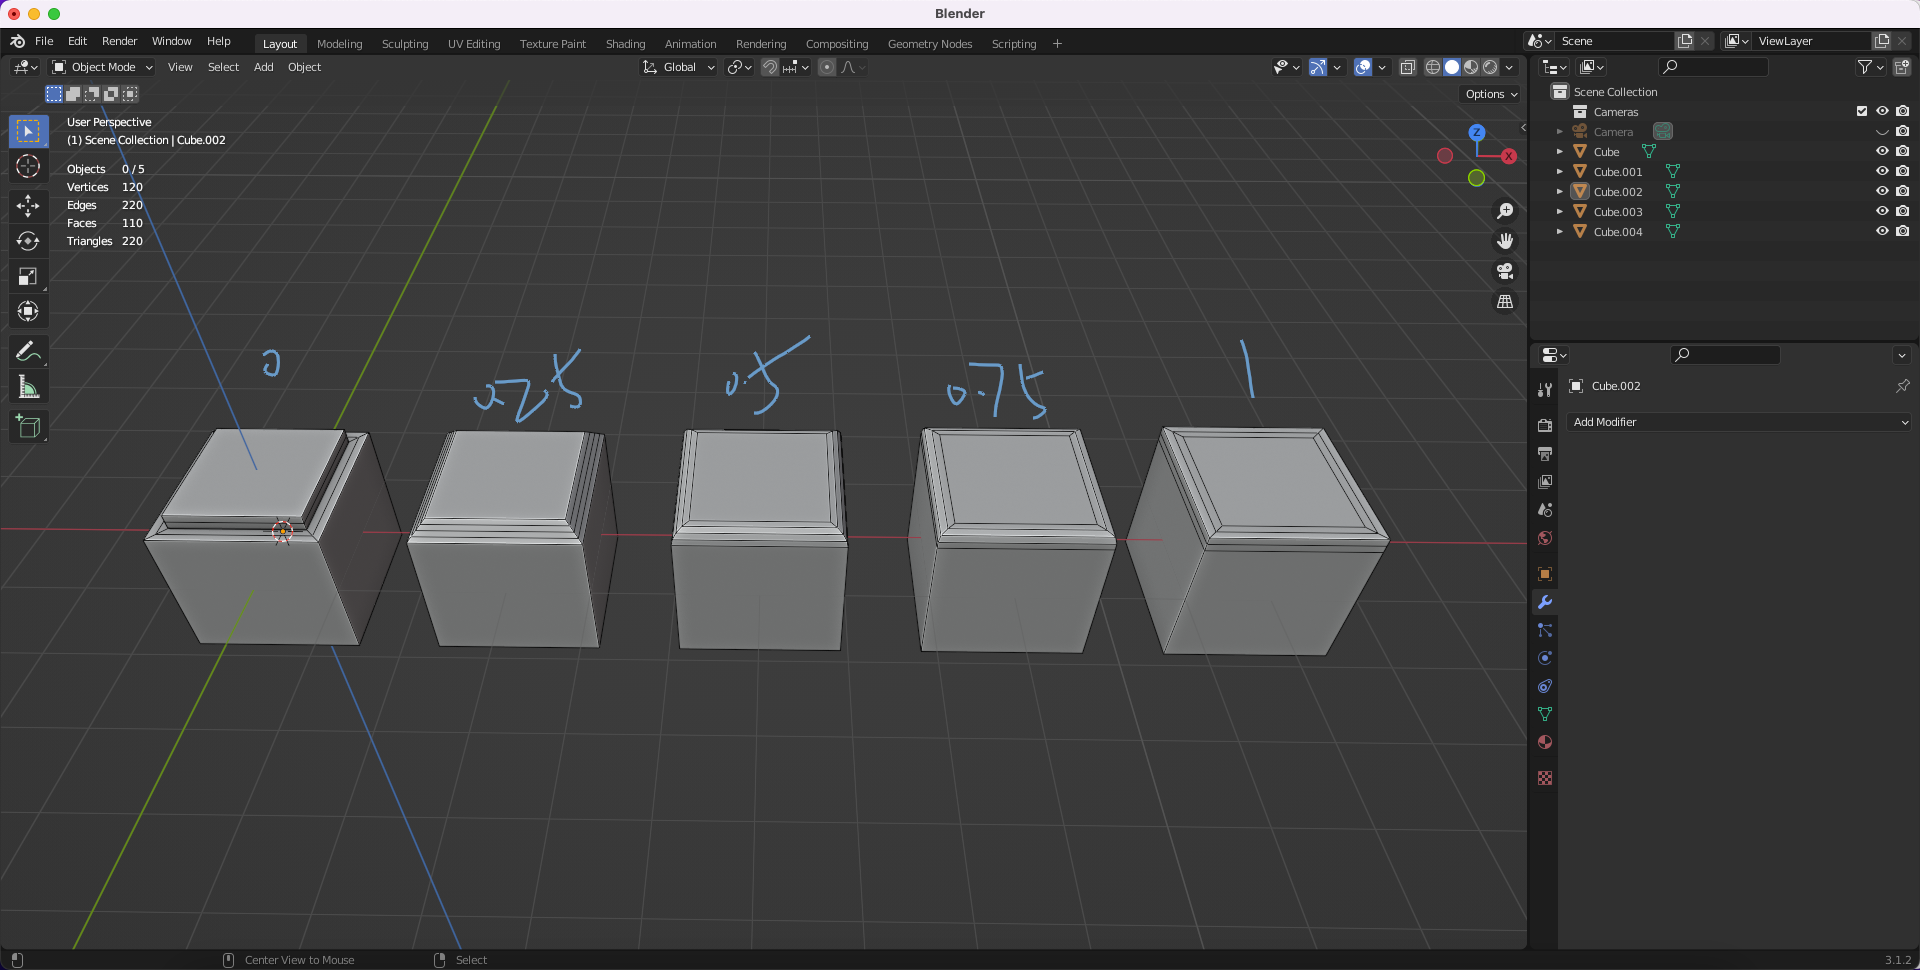 Blender
File Edit Render Window Help Layout Modeling Sculpting UV Editing Texture Paint Shading Animation Rendering Compositing Geometry Nodes Scripting + Scene ViewLayer
Object Mode View Select Add Object Global
Options
User Perspective
(1) Scene Collection | Cube.002
Objects 0/5
Vertices 120
Edges 220
Faces 110
Triangles 220
Z
X
0 0.25 0.5 0.75 1
Scene Collection
Cameras
Camera
Cube
Cube.001
Cube.002
Cube.003
Cube.004
Cube.002
Add Modifier
Center View to Mouse Select 3.1.2